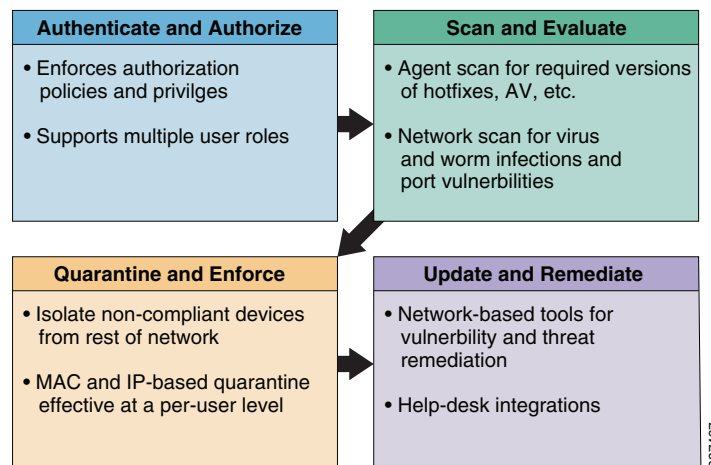 Authenticate and Authorize
• Enforces authorization
policies and privilges
• Supports multiple user roles
Scan and Evaluate
• Agent scan for required versions
of hotfixes, AV, etc.
• Network scan for virus
and worm infections and
port vulnerbilities
Quarantine and Enforce
• Isolate non-compliant devices
from rest of network
• MAC and IP-based quarantine
effective at a per-user level
Update and Remediate
• Network-based tools for
vulnerbility and threat
remediation
• Help-desk integrations